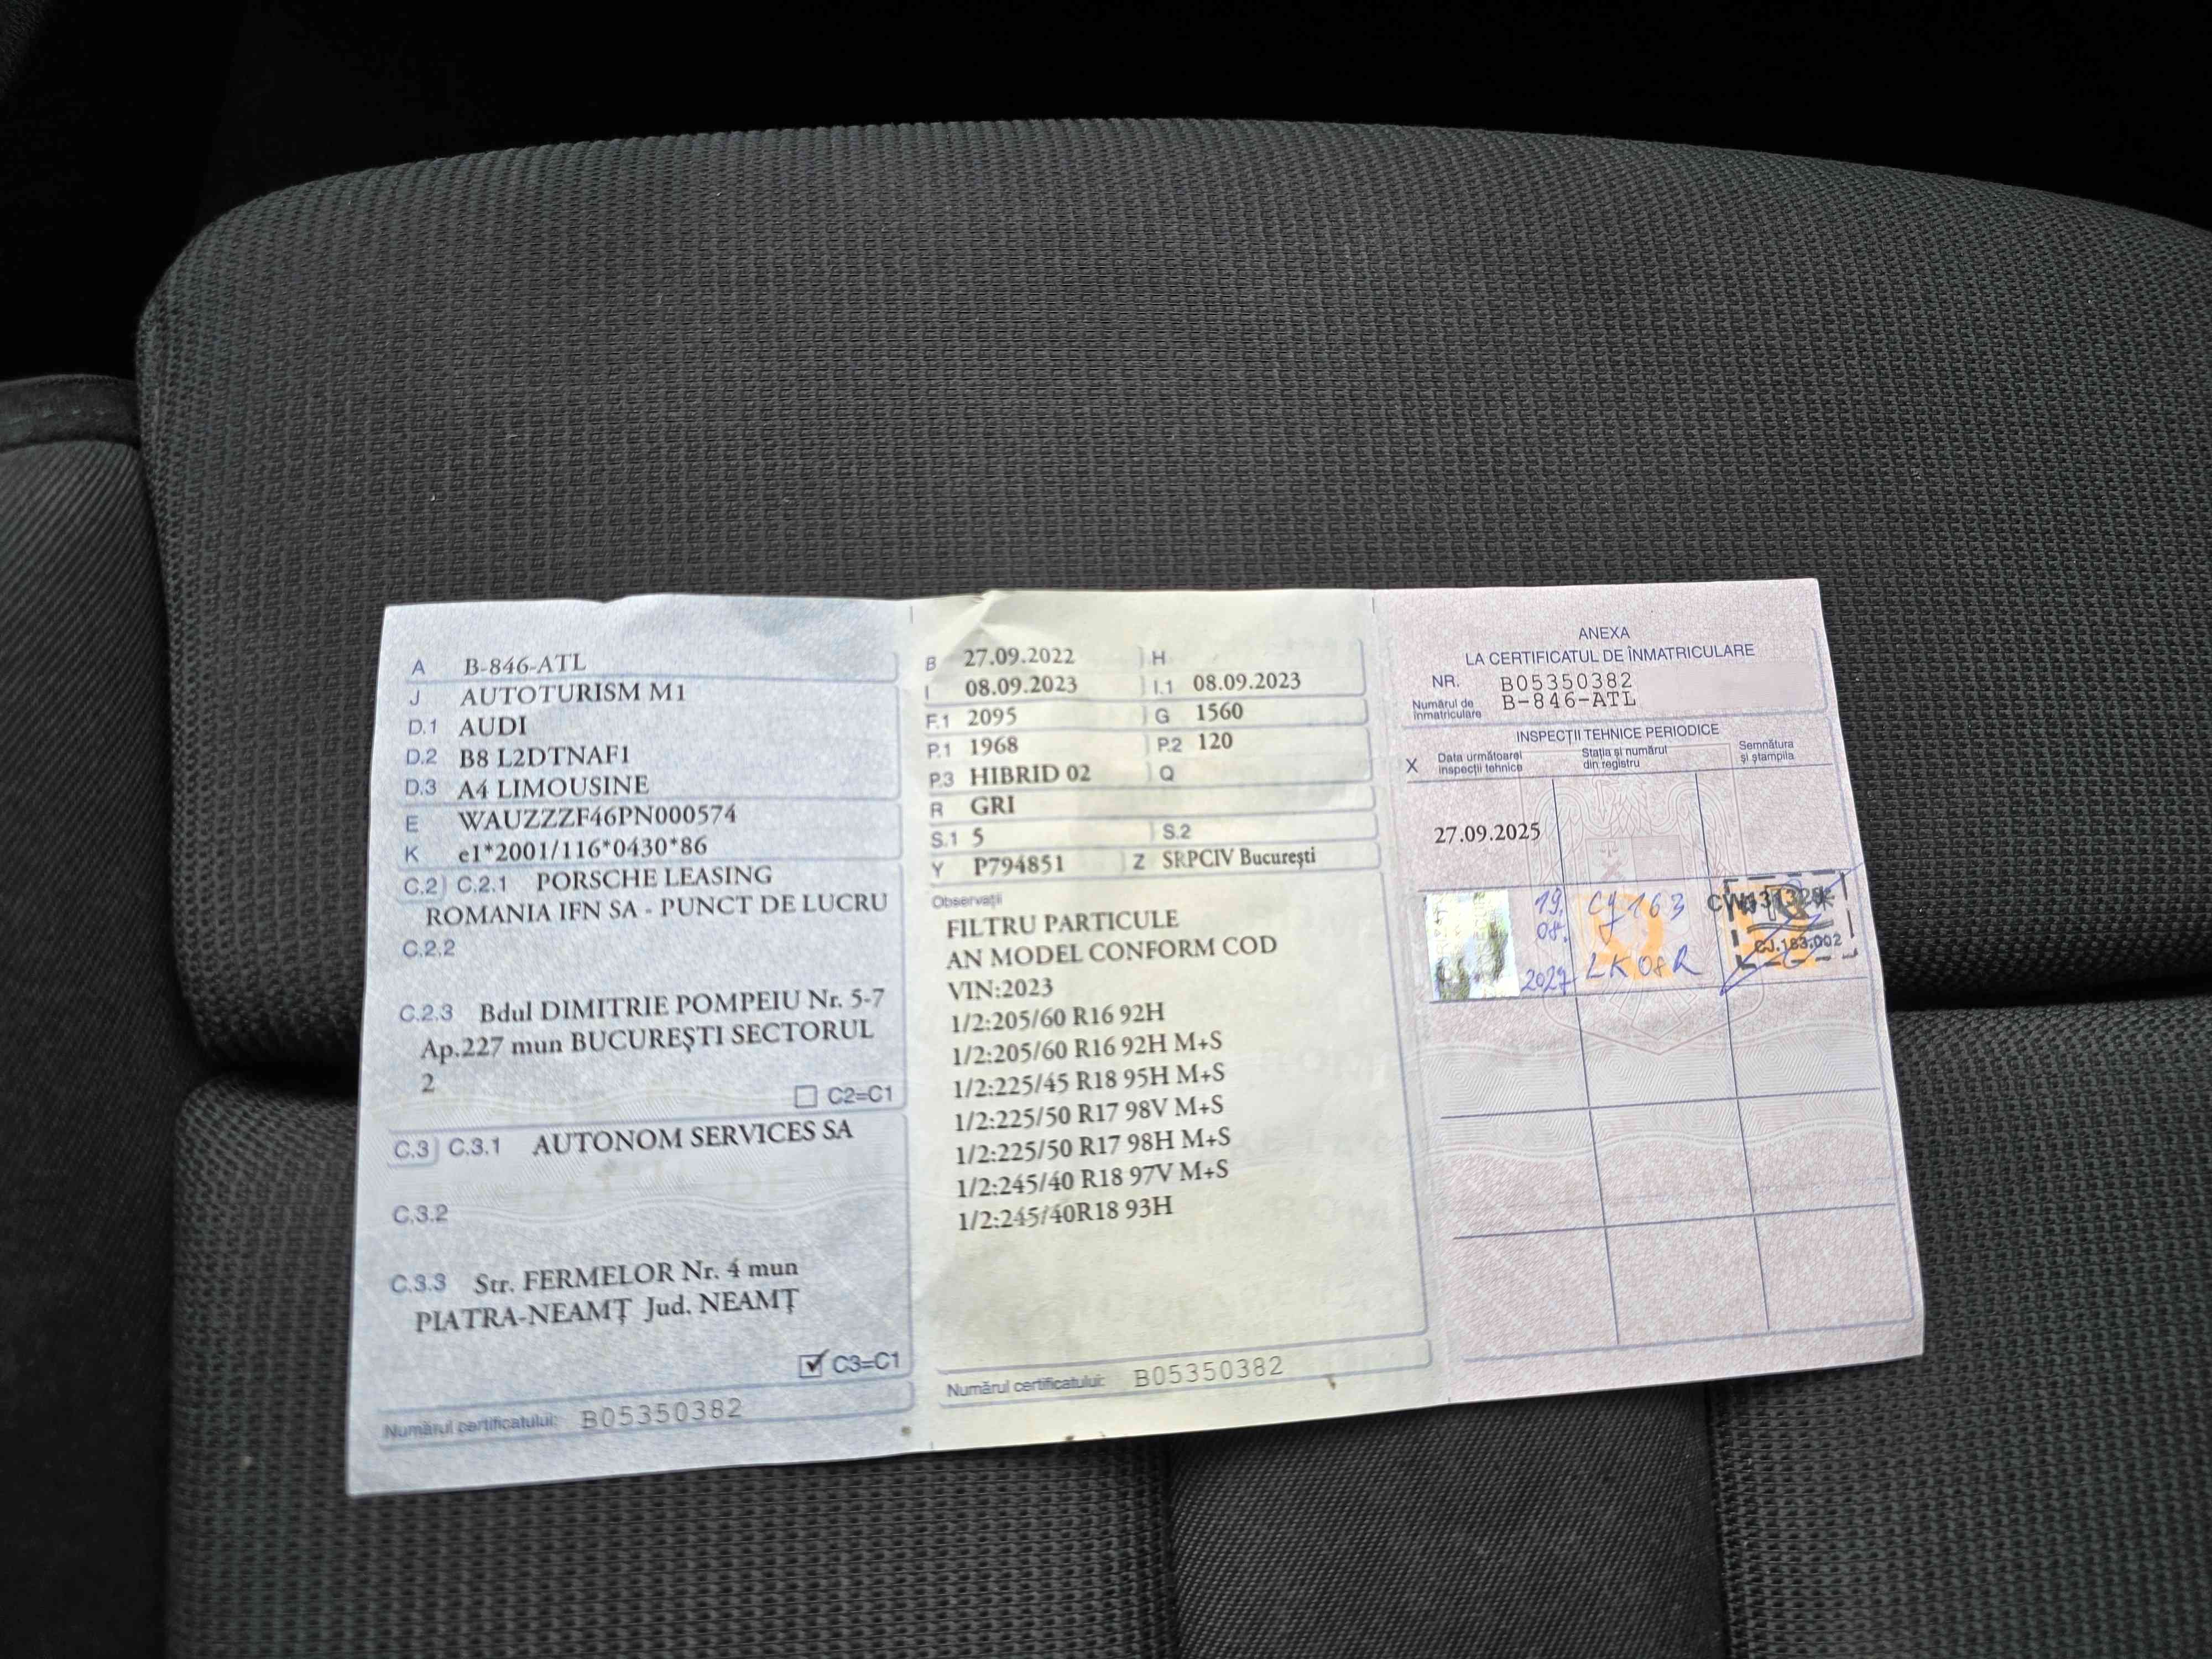 A B-846-ATL
J AUTOTURISM M1
D.1 AUDI
D.2 B8 L2DTNAF1
D.3 A4 LIMOUSINE
E WAUZZZF46PN000574
K e1*2001/116*0430*86
C.2 C.2.1 PORSCHE LEASING
ROMANIA IFN SA - PUNCT DE LUCRU
C.2.2
C.2.3 Bdul DIMITRIE POMPEIU Nr. 5-7
Ap.227 mun BUCUREŞTI SECTORUL
2
C2=C1
C.3 C.3.1 AUTONOM SERVICES SA
C.3.2
C.3.3 Str. FERMELOR Nr. 4 mun
PIATRA-NEAMŢ Jud. NEAMŢ
C3=C1
Numărul certificatului: B05350382
B 27.09.2022 H
I 08.09.2023 I.1 08.09.2023
F.1 2095 G 1560
P.1 1968 P.2 120
P.3 HIBRID 02 Q
R GRI
S.1 5 S.2
Y P794851 Z SRPCIV Bucureşti
Observaţii
FILTRU PARTICULE
AN MODEL CONFORM COD
VIN:2023
1/2:205/60 R16 92H
1/2:205/60 R16 92H M+S
1/2:225/45 R18 95H M+S
1/2:225/50 R17 98V M+S
1/2:225/50 R17 98H M+S
1/2:245/40 R18 97V M+S
1/2:245/40R18 93H
Numărul certificatului: B05350382
ANEXA
LA CERTIFICATUL DE ÎNMATRICULARE
NR. B05350382
Numărul de
înmatriculare B-846-ATL
INSPECŢII TEHNICE PERIODICE
X Data următoarei
inspecţii tehnice
Staţia şi numărul
din registru
Semnătura
şi ştampila
27.09.2025
19. CJ 163
08.
2027 LK08R
CJ.163.002